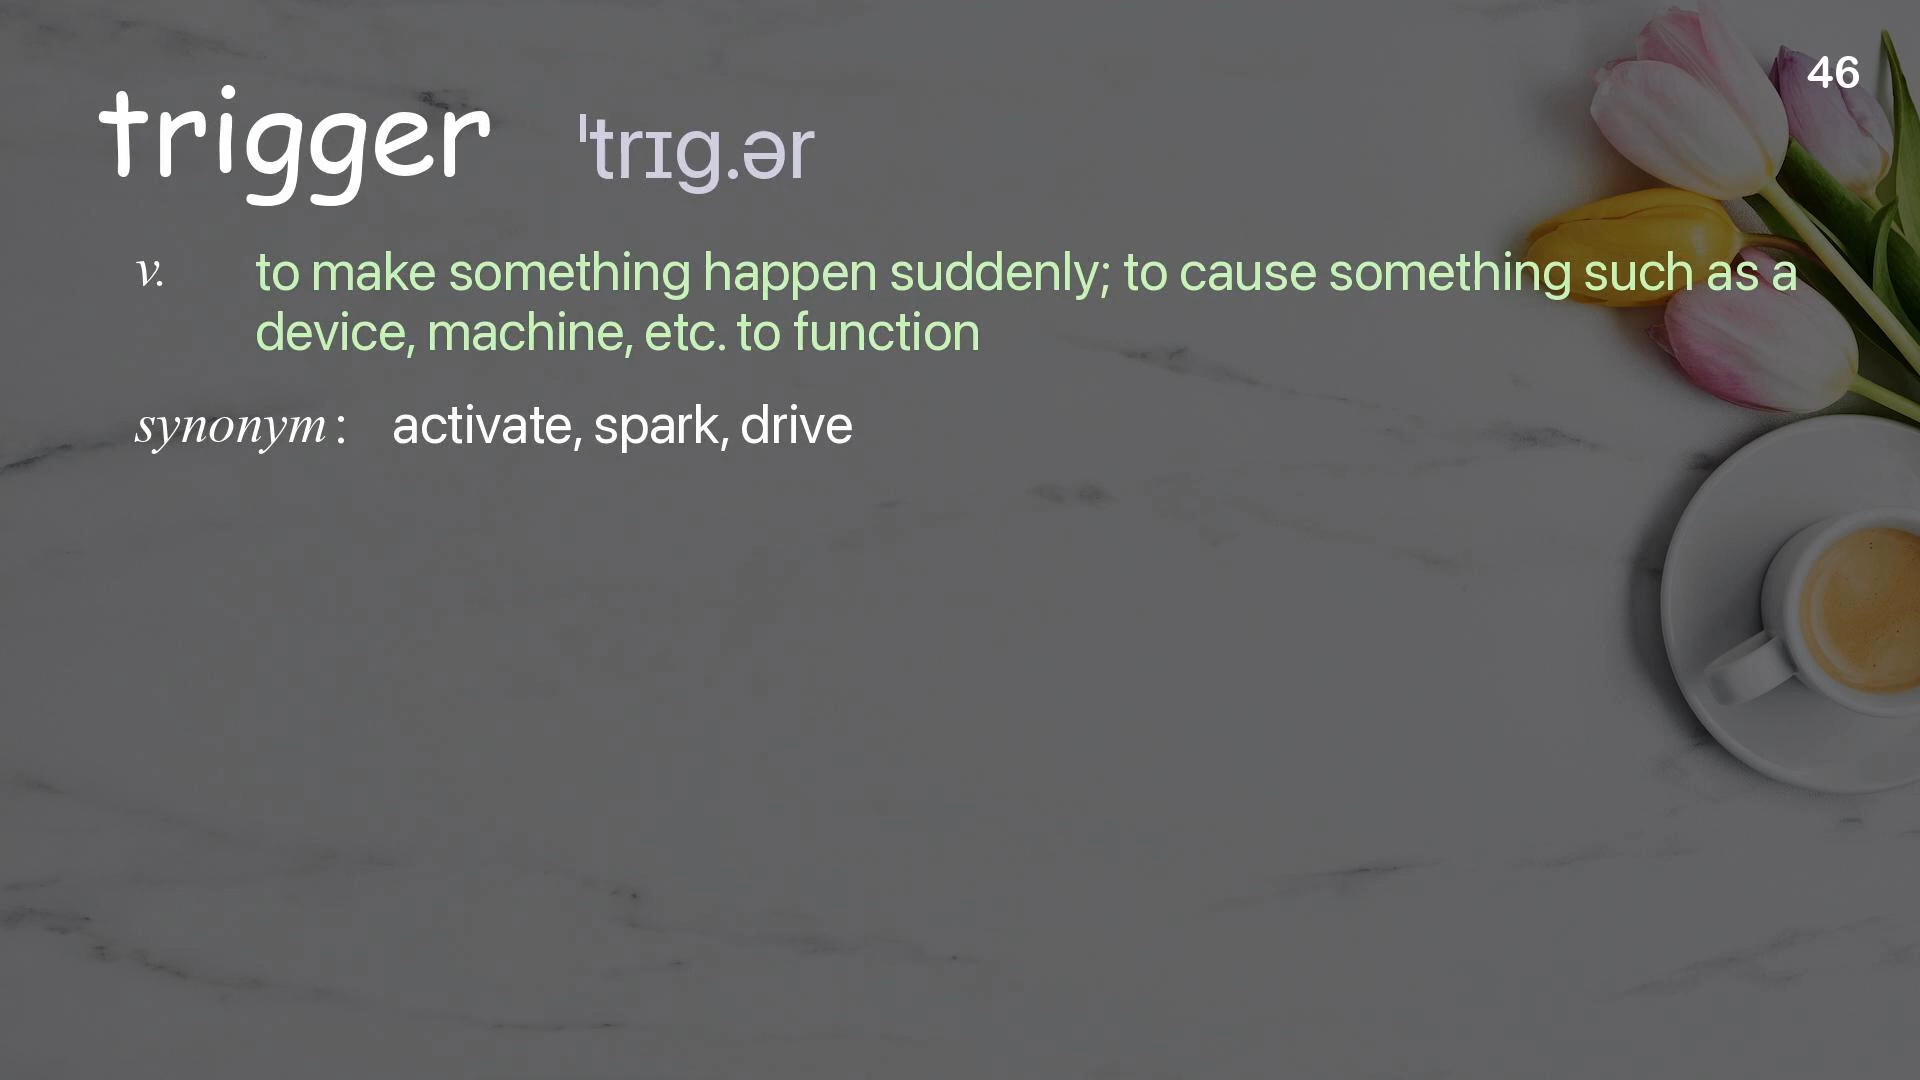 46
trigger ˈtrɪg.ər
v. to make something happen suddenly; to cause something such as a
device, machine, etc. to function
synonym : activate, spark, drive